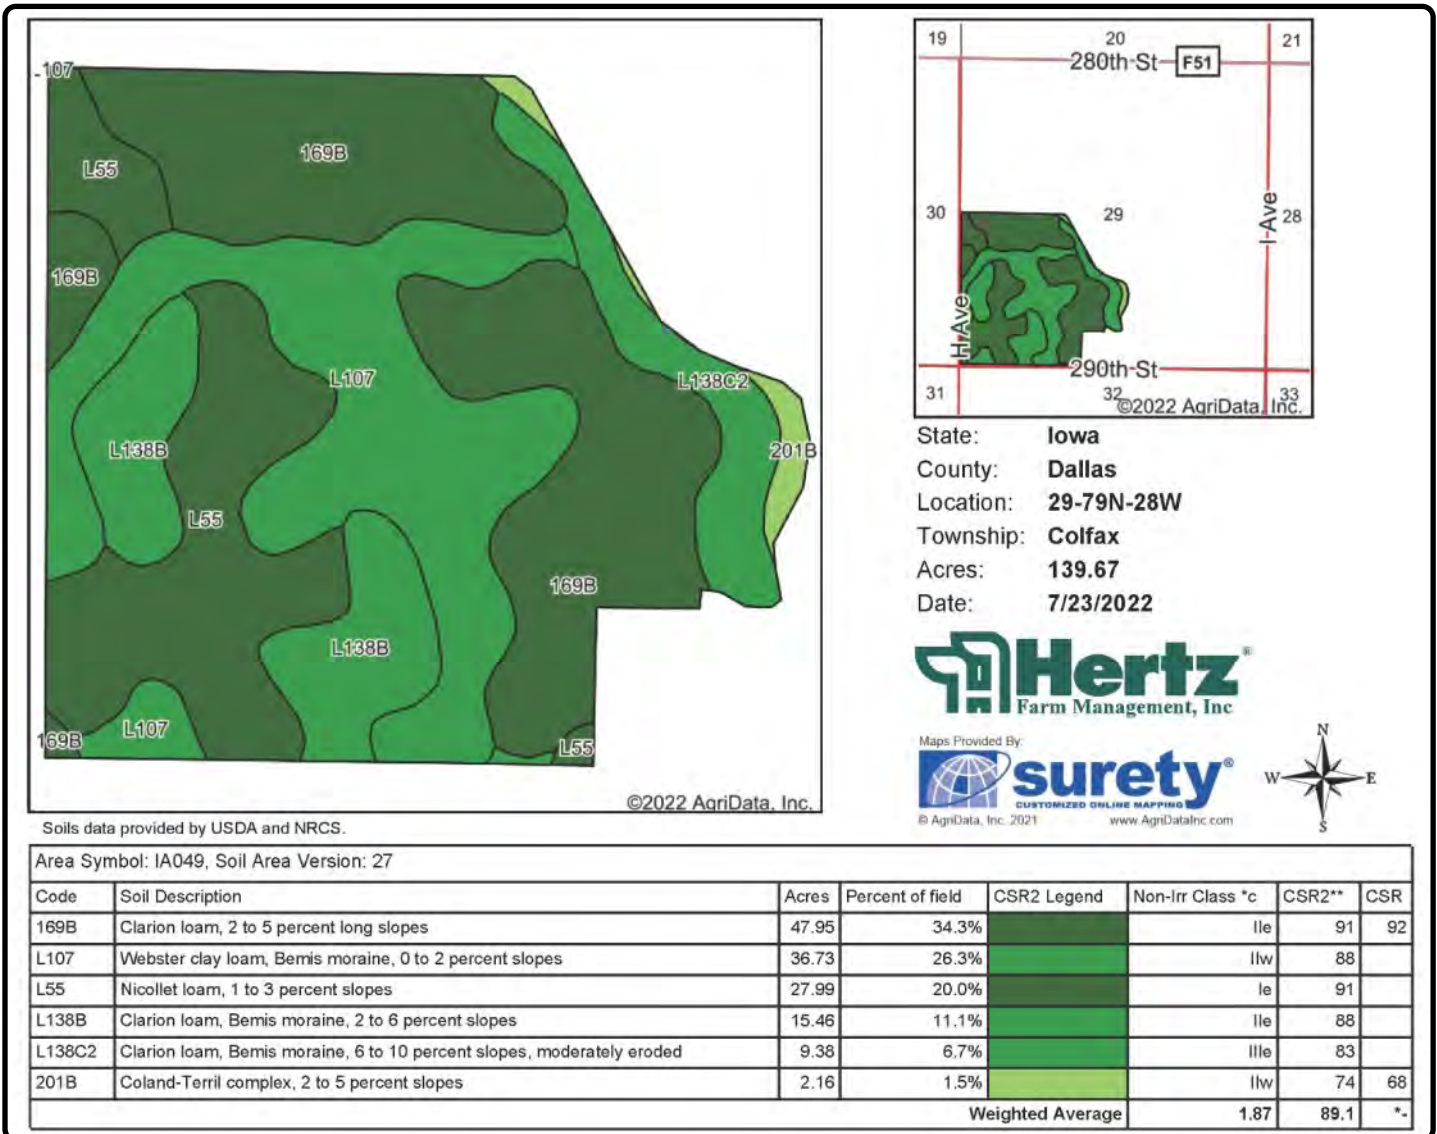 107
169B
L55
169B
L107
L138C2
L138B
201B
L55
169B
L138B
L107
169B
L55
©2022 AgriData, Inc.
19 20 21
280th St F51
30 29 28
I Ave
H Ave
290th St
31 32 33
©2022 AgriData, Inc.
State: Iowa
County: Dallas
Location: 29-79N-28W
Township: Colfax
Acres: 139.67
Date: 7/23/2022
Hertz®
Farm Management, Inc
Maps Provided By:
surety®
CUSTOMIZED ONLINE MAPPING
© AgriData, Inc. 2021 www.AgriDataInc.com
N
W E
S
Soils data provided by USDA and NRCS.
Area Symbol: IA049, Soil Area Version: 27
Code Soil Description Acres Percent of field CSR2 Legend Non-Irr Class *c CSR2** CSR
169B Clarion loam, 2 to 5 percent long slopes 47.95 34.3% IIe 91 92
L107 Webster clay loam, Bemis moraine, 0 to 2 percent slopes 36.73 26.3% IIw 88
L55 Nicollet loam, 1 to 3 percent slopes 27.99 20.0% Ie 91
L138B Clarion loam, Bemis moraine, 2 to 6 percent slopes 15.46 11.1% IIe 88
L138C2 Clarion loam, Bemis moraine, 6 to 10 percent slopes, moderately eroded 9.38 6.7% IIIe 83
201B Coland-Terril complex, 2 to 5 percent slopes 2.16 1.5% IIw 74 68
Weighted Average 1.87 89.1 *-